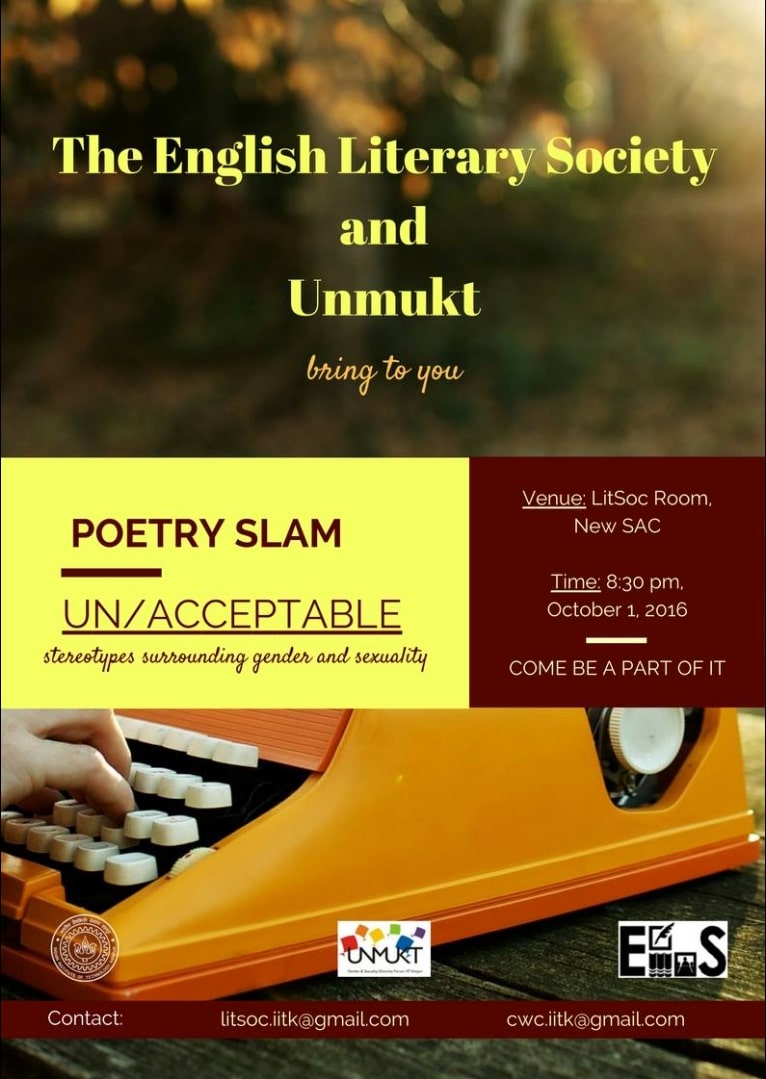 The English Literary Society
and
Unmukt
bring to you
POETRY SLAM
UN/ACCEPTABLE
stereotypes surrounding gender and sexuality
Venue: LitSoc Room,
New SAC
Time: 8:30 pm,
October 1, 2016
COME BE A PART OF IT
UNMUKT
E S
Contact:
litsoc.iitk@gmail.com
cwc.iitk@gmail.com